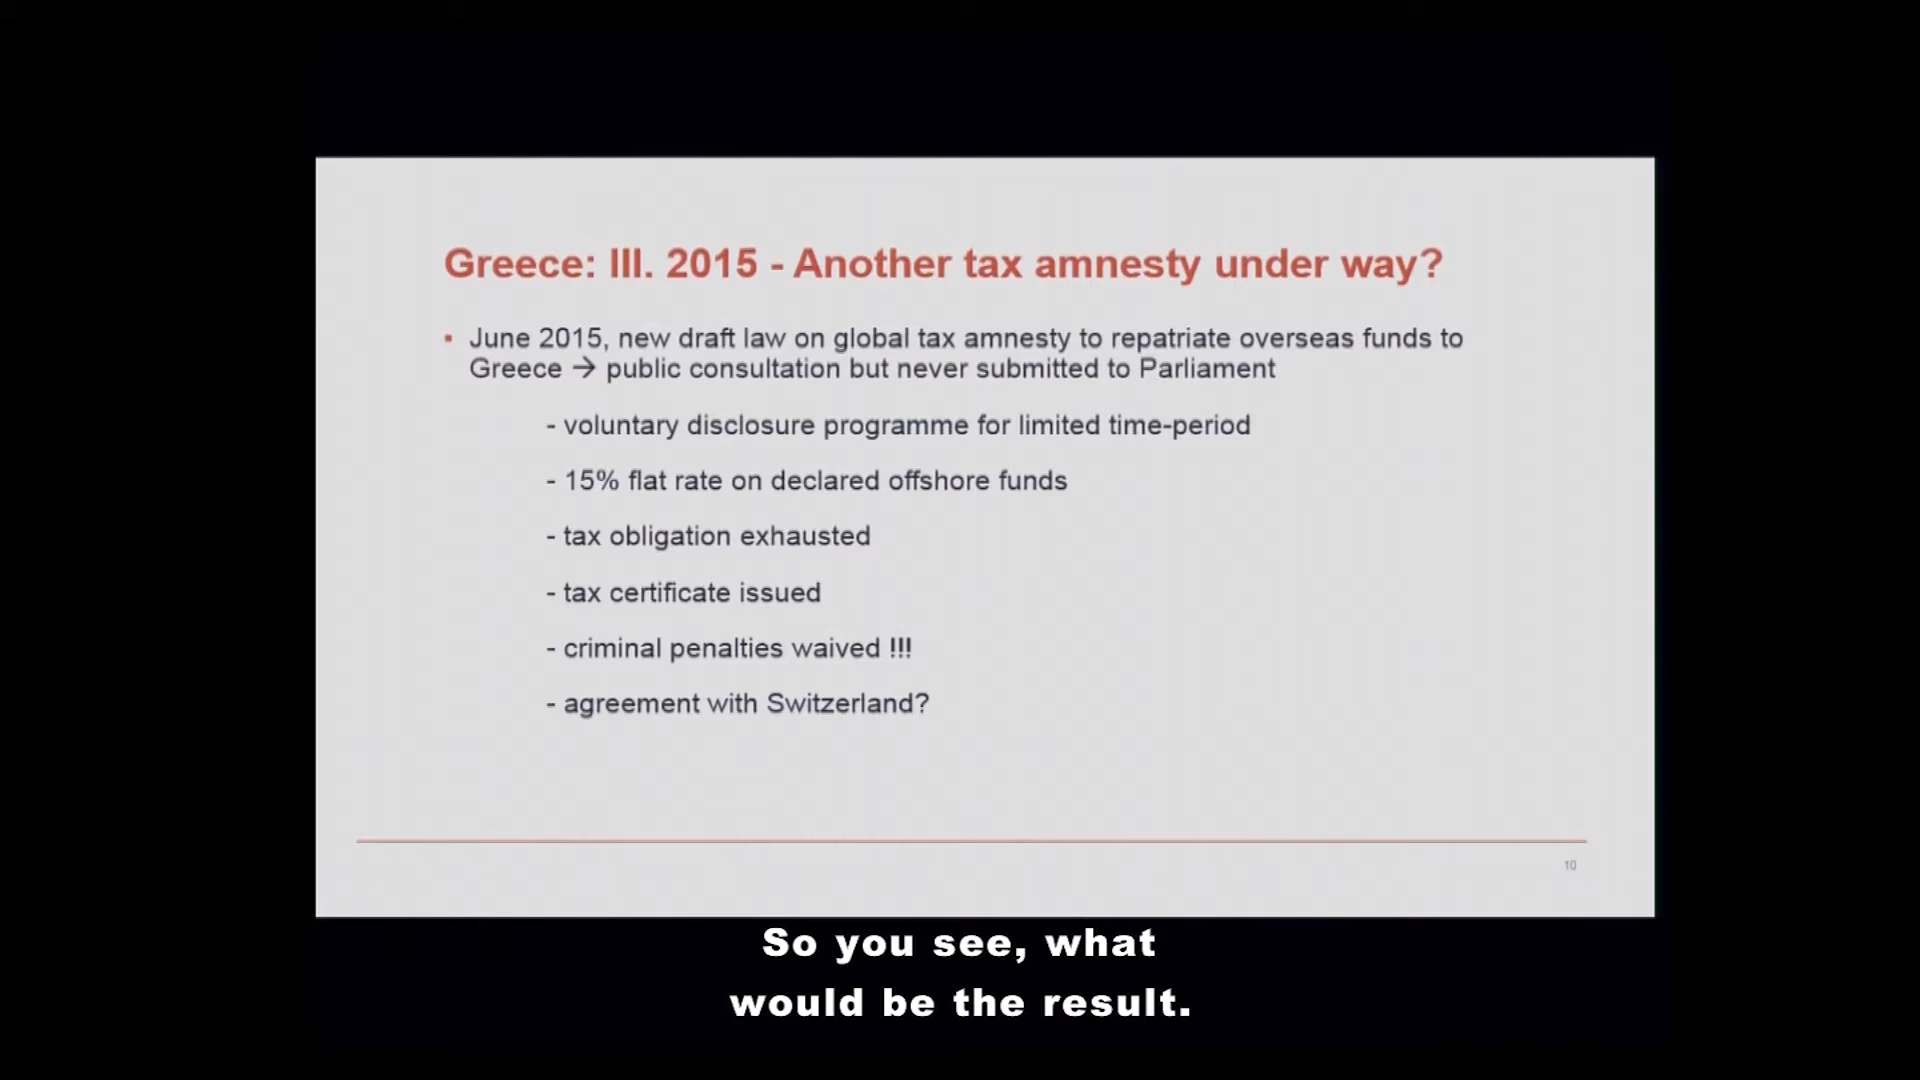 Greece: III. 2015 - Another tax amnesty under way?
▪ June 2015, new draft law on global tax amnesty to repatriate overseas funds to
Greece → public consultation but never submitted to Parliament
- voluntary disclosure programme for limited time-period
- 15% flat rate on declared offshore funds
- tax obligation exhausted
- tax certificate issued
- criminal penalties waived !!!
- agreement with Switzerland?
10
So you see, what
would be the result.